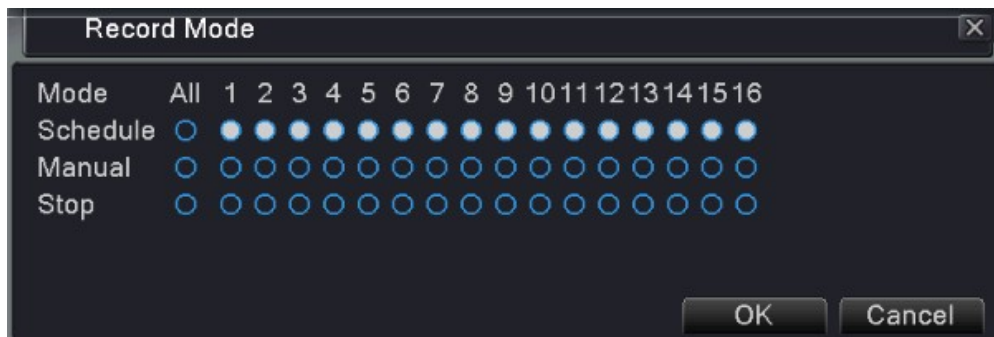 Record Mode
Mode All 1 2 3 4 5 6 7 8 9 10 11 12 13 14 15 16
Schedule
Manual
Stop
OK Cancel